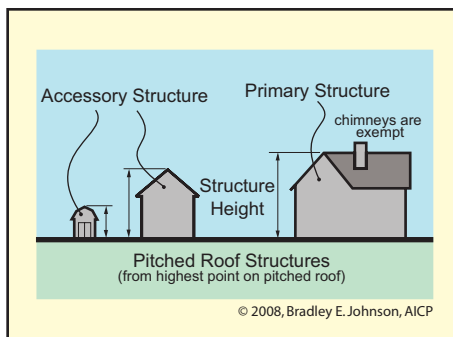 Accessory Structure
Primary Structure
chimneys are
exempt
Structure
Height
Pitched Roof Structures
(from highest point on pitched roof)
© 2008, Bradley E. Johnson, AICP